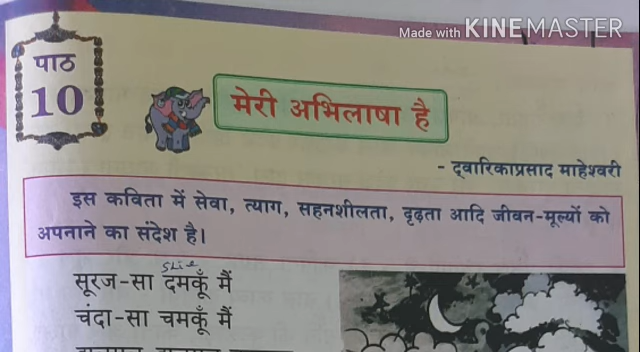 Made with KINEMASTER
पाठ
10
मेरी अभिलाषा है
- द्वारिकाप्रसाद माहेश्वरी
इस कविता में सेवा, त्याग, सहनशीलता, दृढ़ता आदि जीवन-मूल्यों को
अपनाने का संदेश है।
सूरज-सा दमकूँ मैं
चंदा-सा चमकूँ मैं